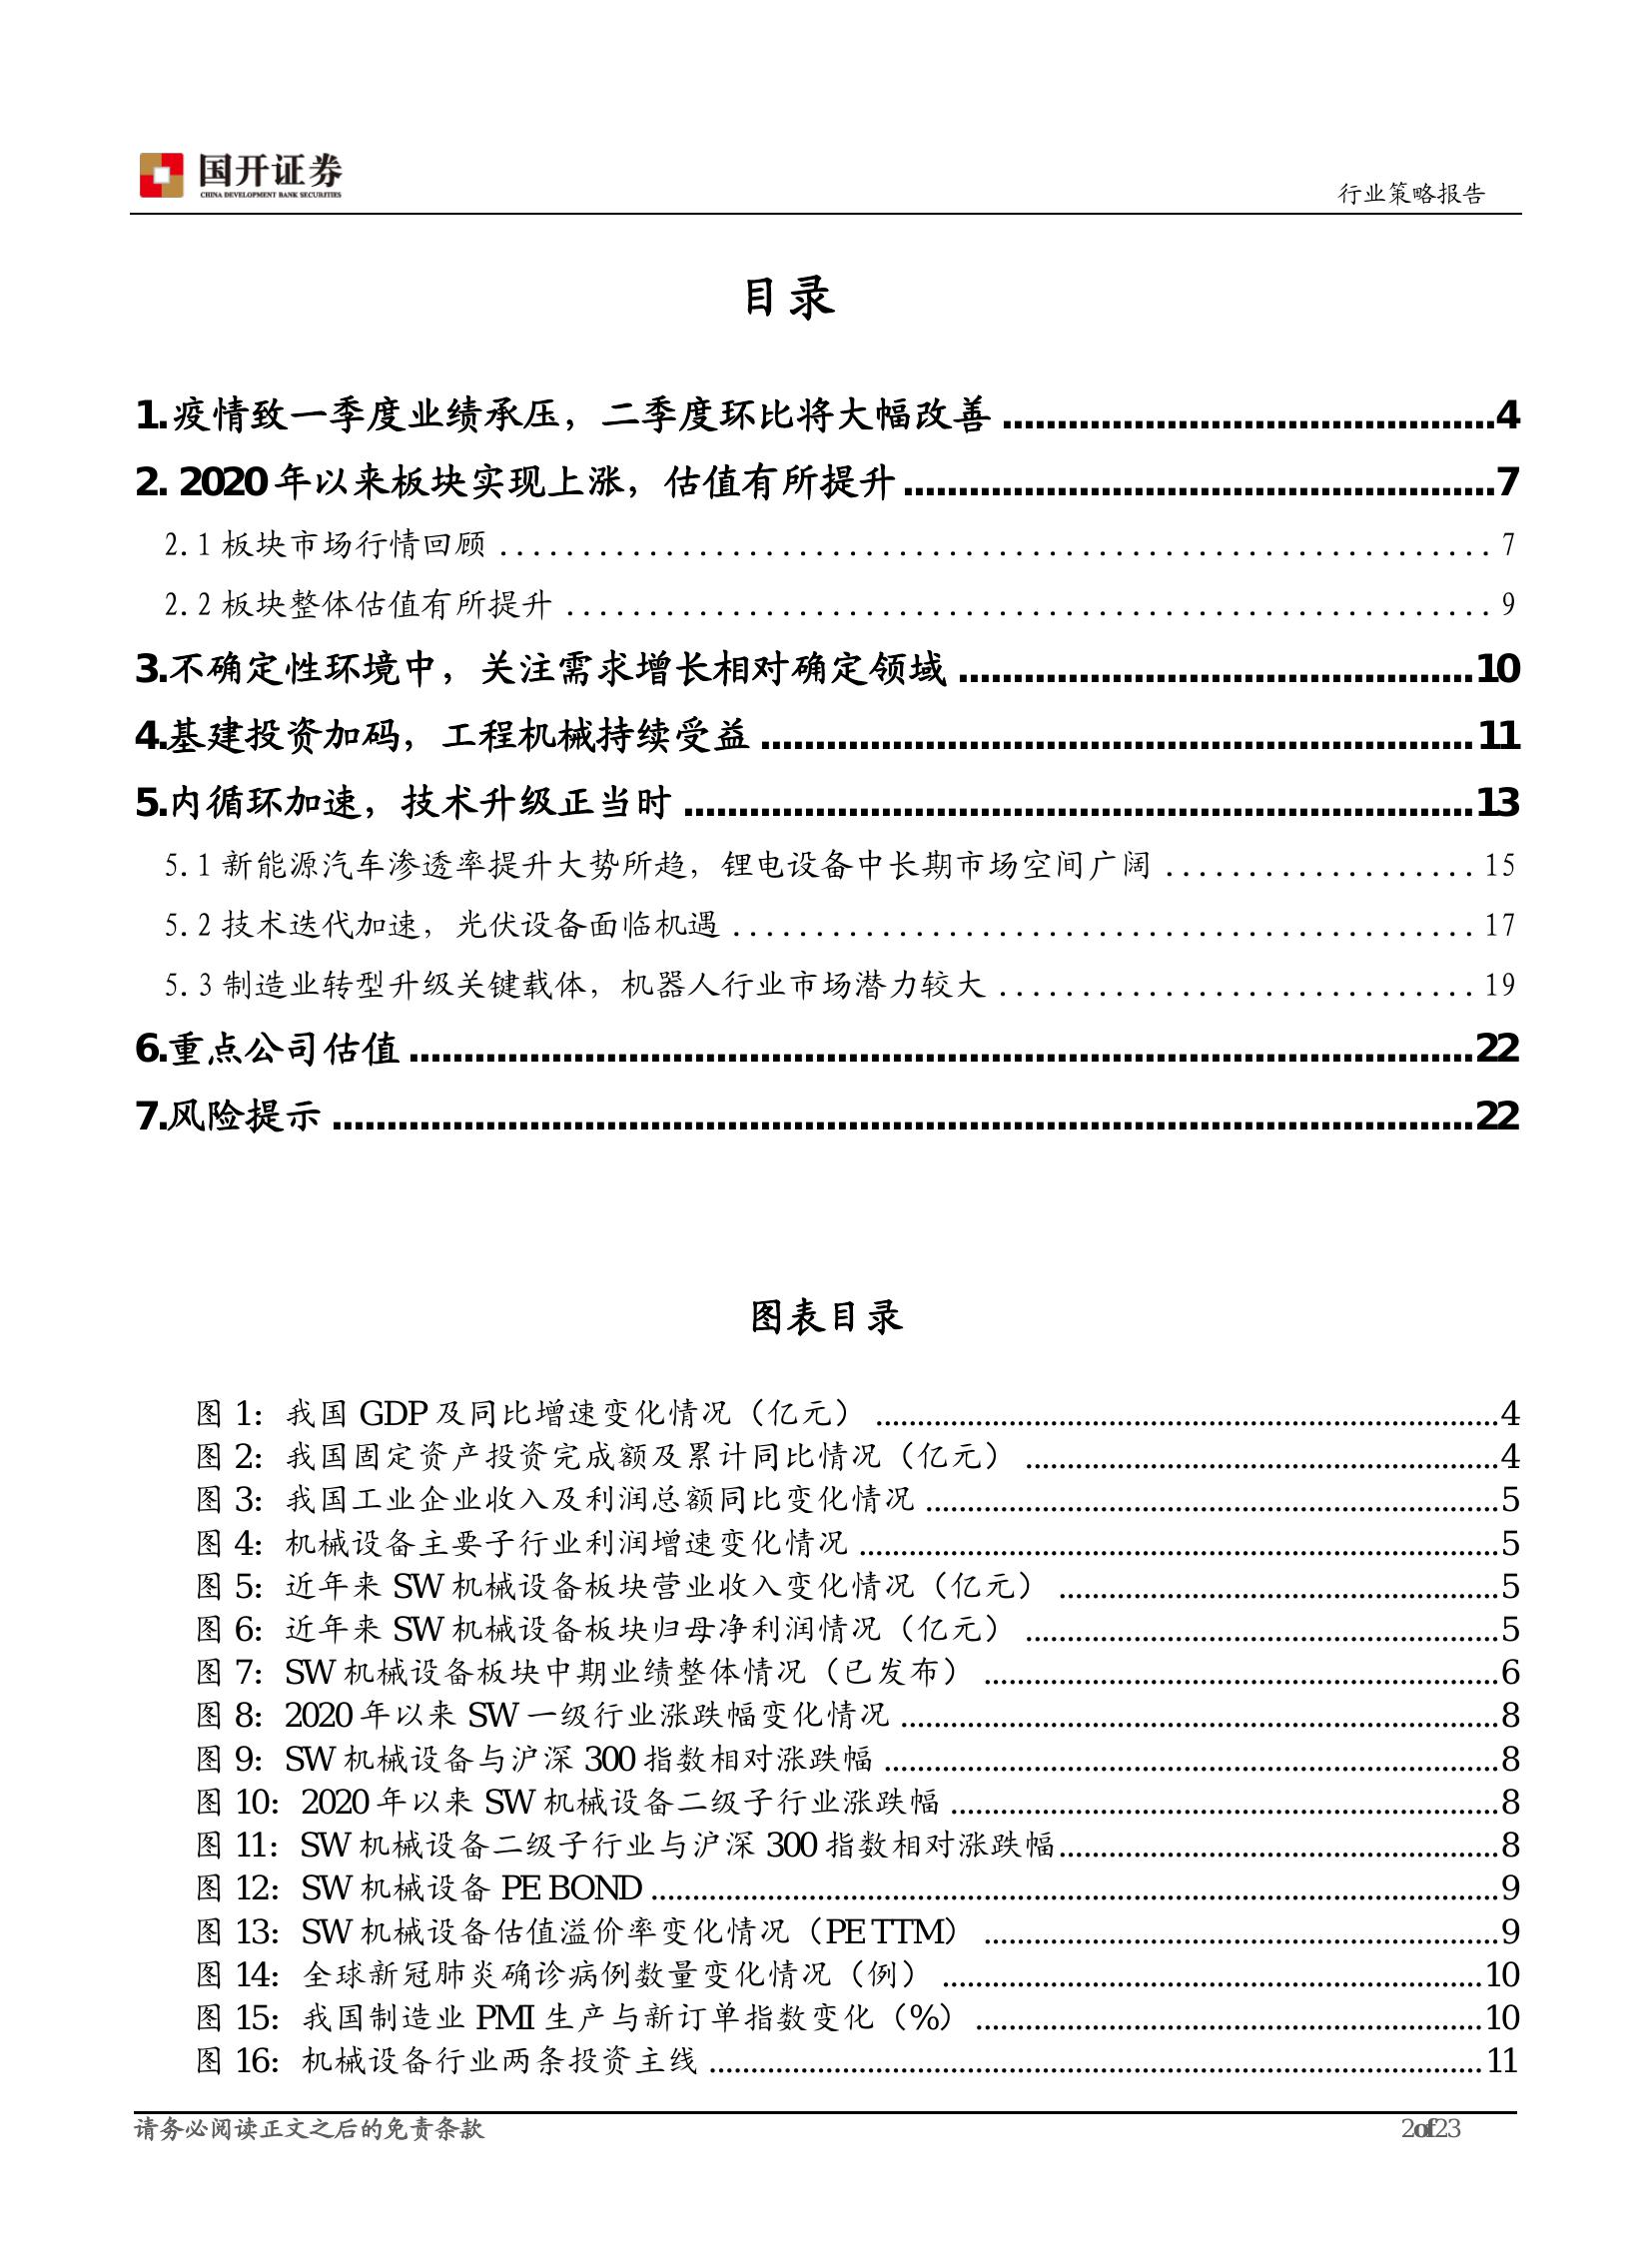 国开证券
CHINA DEVELOPMENT BANK SECURITIES
行业策略报告
目录
1.疫情致一季度业绩承压，二季度环比将大幅改善 ............................................4
2. 2020 年以来板块实现上涨，估值有所提升 ....................................................7
2.1 板块市场行情回顾 ............................................................ 7
2.2 板块整体估值有所提升 ........................................................ 9
3.不确定性环境中，关注需求增长相对确定领域 ..............................................10
4.基建投资加码，工程机械持续受益 ...............................................................11
5.内循环加速，技术升级正当时 ......................................................................13
5.1 新能源汽车渗透率提升大势所趋，锂电设备中长期市场空间广阔 ................... 15
5.2 技术迭代加速，光伏设备面临机遇 ............................................. 17
5.3 制造业转型升级关键载体，机器人行业市场潜力较大 ............................. 19
6.重点公司估值 ...............................................................................................22
7.风险提示 ......................................................................................................22
图表目录
图 1：我国 GDP 及同比增速变化情况（亿元） ...........................................................................4
图 2：我国固定资产投资完成额及累计同比情况（亿元） .........................................................4
图 3：我国工业企业收入及利润总额同比变化情况 .....................................................................5
图 4：机械设备主要子行业利润增速变化情况 .............................................................................5
图 5：近年来 SW 机械设备板块营业收入变化情况（亿元） .....................................................5
图 6：近年来 SW 机械设备板块归母净利润情况（亿元） .........................................................5
图 7：SW 机械设备板块中期业绩整体情况（已发布） ..............................................................6
图 8：2020 年以来 SW 一级行业涨跌幅变化情况 ........................................................................8
图 9：SW 机械设备与沪深 300 指数相对涨跌幅 ..........................................................................8
图 10：2020 年以来 SW 机械设备二级子行业涨跌幅 ..................................................................8
图 11：SW 机械设备二级子行业与沪深 300 指数相对涨跌幅.....................................................8
图 12：SW 机械设备 PE BOND ......................................................................................................9
图 13：SW 机械设备估值溢价率变化情况（PE TTM） ..............................................................9
图 14：全球新冠肺炎确诊病例数量变化情况（例） .................................................................10
图 15：我国制造业 PMI 生产与新订单指数变化（%） .............................................................10
图 16：机械设备行业两条投资主线 .............................................................................................11
请务必阅读正文之后的免责条款
2of23